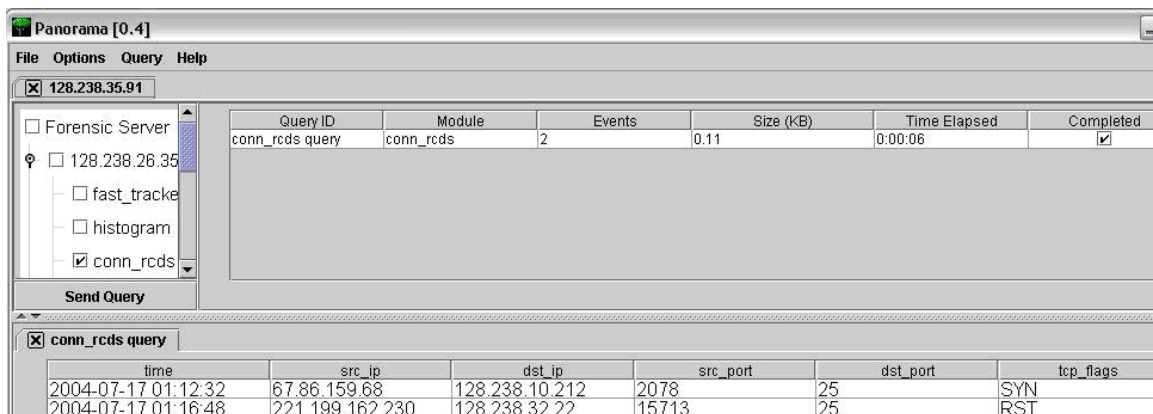 Panorama [0.4]
File Options Query Help
128.238.35.91
Forensic Server
128.238.26.35
fast_tracke
histogram
conn_rcds
Send Query
Query ID Module Events Size (KB) Time Elapsed Completed
conn_rcds query conn_rcds 2 0.11 0:00:06
conn_rcds query
time src_ip dst_ip src_port dst_port tcp_flags
2004-07-17 01:12:32 67.86.159.68 128.238.10.212 2078 25 SYN
2004-07-17 01:16:48 221.199.162.230 128.238.32.22 15713 25 RST